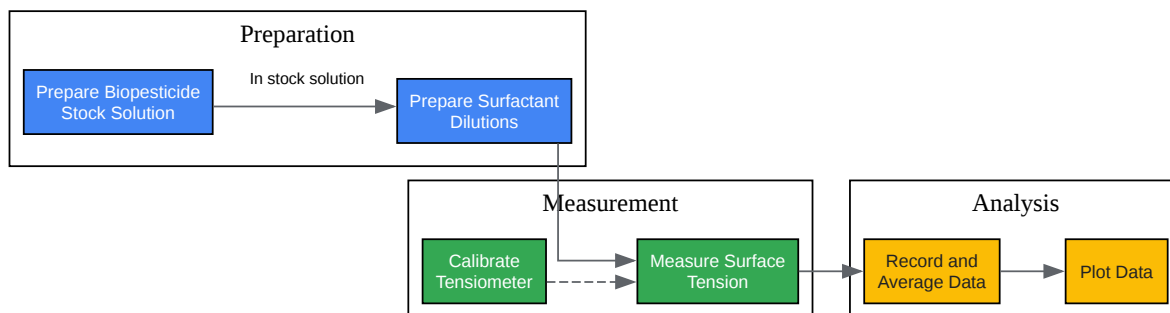 Preparation
In stock solution
Prepare Biopesticide
Stock Solution
Prepare Surfactant
Dilutions
Measurement
Calibrate
Tensiometer
Measure Surface
Tension
Analysis
Record and
Average Data
Plot Data